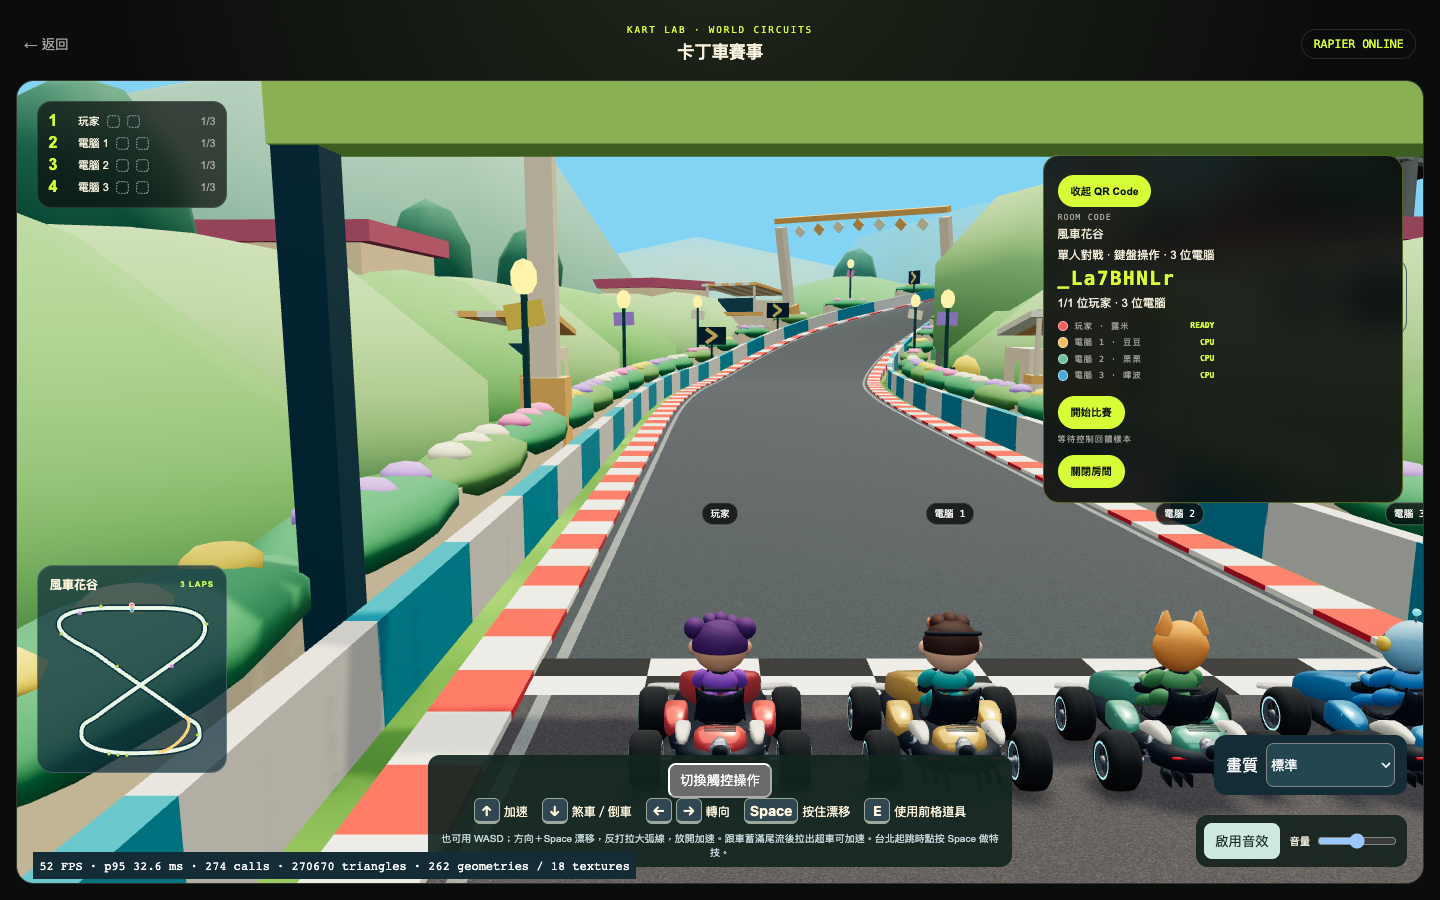 ← 返回
KART LAB · WORLD CIRCUITS
卡丁車賽事
RAPIER ONLINE
1 玩家 1/3
2 電腦 1 1/3
3 電腦 2 1/3
4 電腦 3 1/3
收起 QR Code
ROOM CODE
風車花谷
單人對戰 · 鍵盤操作 · 3 位電腦
_La7BHNLr
1/1 位玩家 · 3 位電腦
玩家 · 露米 READY
電腦 1 · 豆豆 CPU
電腦 2 · 栗栗 CPU
電腦 3 · 嗶波 CPU
開始比賽
等待控制回饋樣本
關閉房間
玩家
電腦 1
電腦 2
電腦 3
風車花谷 3 LAPS
切換觸控操作
↑ 加速 ↓ 煞車 / 倒車 ← → 轉向 Space 按住漂移 E 使用前格道具
也可用 WASD；方向＋Space 漂移，反打拉大弧線，放開加速。跟車蓄滿尾流後拉出超車可加速。台北起跳時點按 Space 做特
技。
畫質 標準
啟用音效 音量
52 FPS · p95 32.6 ms · 274 calls · 270670 triangles · 262 geometries / 18 textures